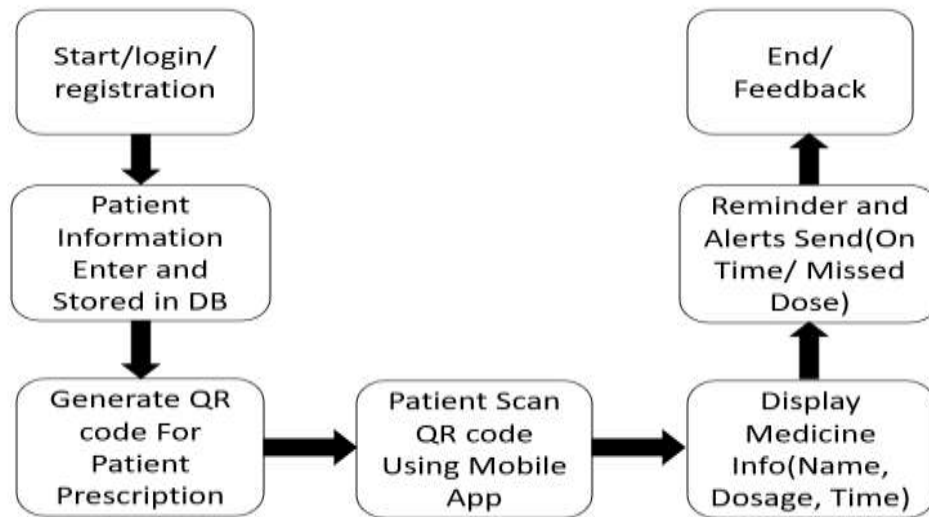 Start/login/
registration
Patient
Information
Enter and
Stored in DB
Generate QR
code For
Patient
Prescription
Patient Scan
QR code
Using Mobile
App
Display
Medicine
Info(Name,
Dosage, Time)
Reminder and
Alerts Send(On
Time/ Missed
Dose)
End/
Feedback